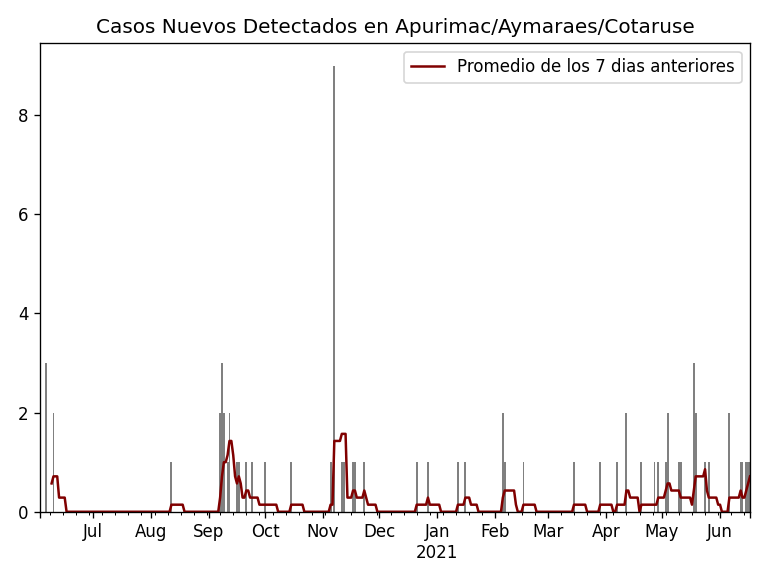 Casos Nuevos Detectados en Apurimac/Aymaraes/Cotaruse
Promedio de los 7 dias anteriores
8
6
4
2
0
Jul Aug Sep Oct Nov Dec Jan Feb Mar Apr May Jun
2021